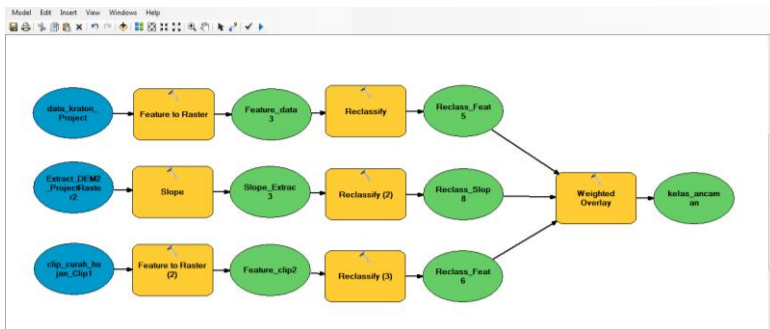 Model Edit Insert View Windows Help
data_kraton_
Project
Feature to Raster
Feature_data
3
Reclassify
Reclass_Feat
5
Extract_DEM2
_ProjectRaste
r2
Slope
Slope_Extrac
3
Reclassify (2)
Reclass_Slop
8
Weighted
Overlay
kelas_ancam
an
clip_curah_hu
jan_Clip1
Feature to Raster
(2)
Feature_clip2
Reclassify (3)
Reclass_Feat
6